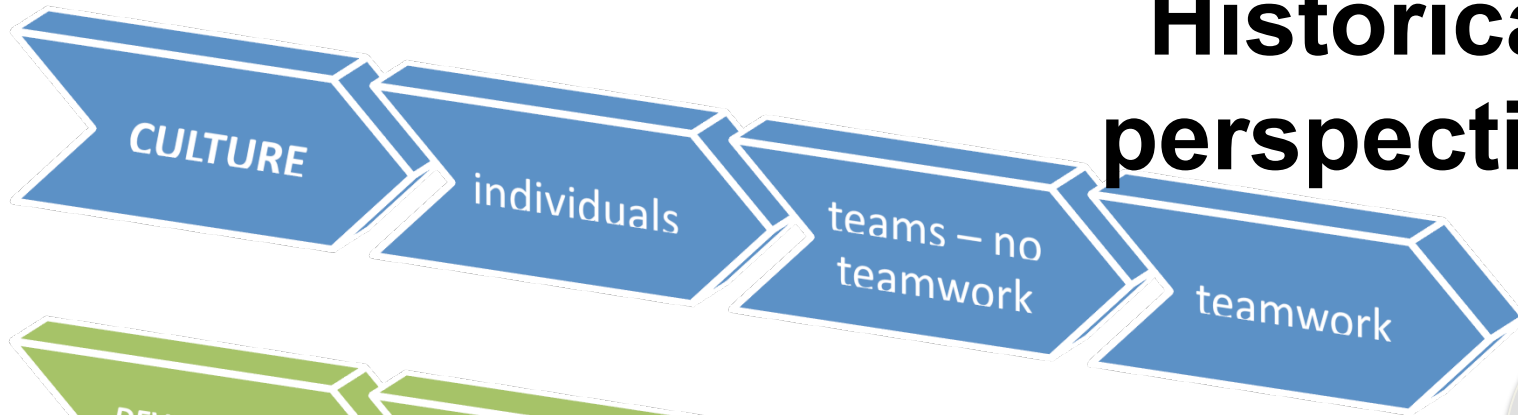 Historica
perspecti
CULTURE
individuals
teams – no
teamwork
teamwork